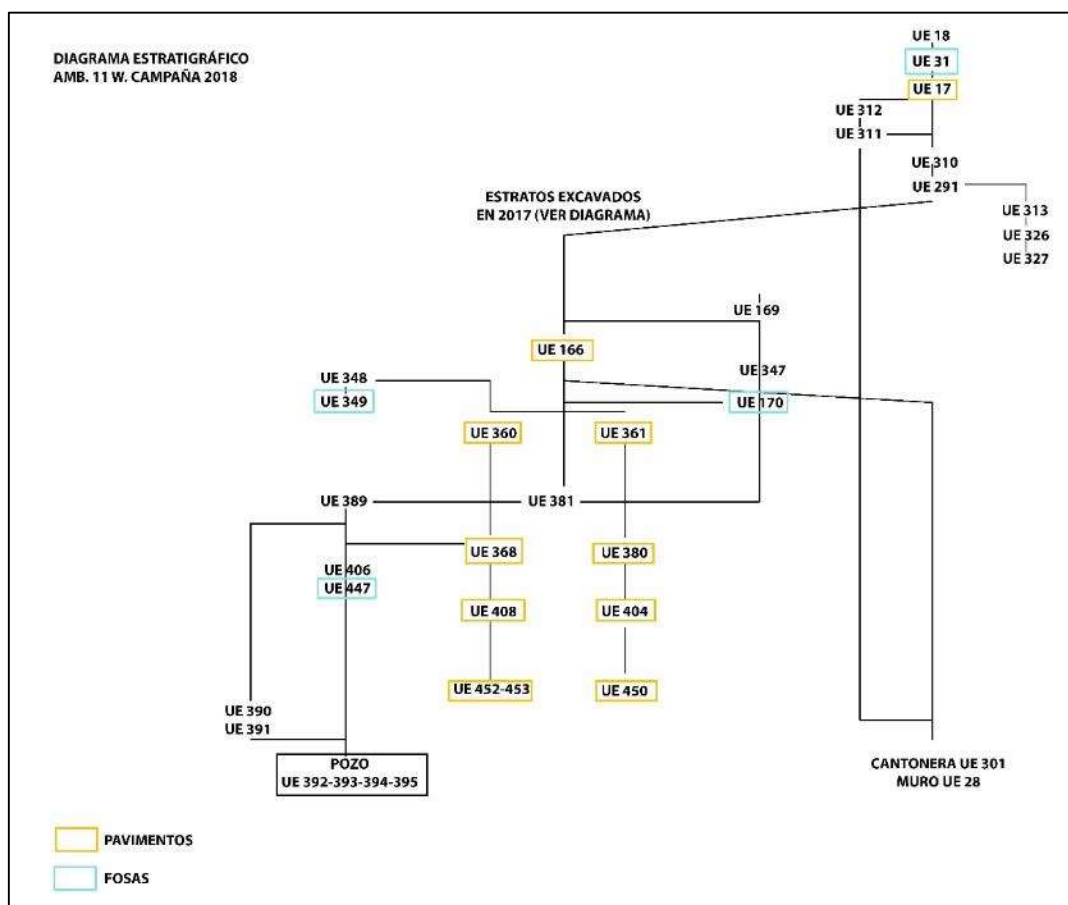 DIAGRAMA ESTRATIGRÁFICO
AMB. 11 W. CAMPAÑA 2018
UE 18
UE 31
UE 17
UE 312
UE 311
UE 310
UE 291
ESTRATOS EXCAVADOS
EN 2017 (VER DIAGRAMA)
UE 313
UE 326
UE 327
UE 169
UE 166
UE 347
UE 170
UE 348
UE 349
UE 360
UE 361
UE 389
UE 381
UE 368
UE 380
UE 406
UE 447
UE 408
UE 404
UE 452-453
UE 450
UE 390
UE 391
POZO
UE 392-393-394-395
CANTONERA UE 301
MURO UE 28
PAVIMENTOS
FOSAS